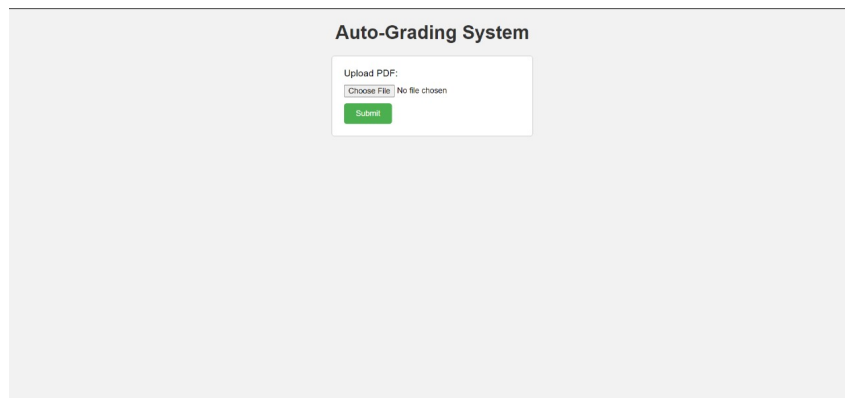 Auto-Grading System
Upload PDF:
Choose File No file chosen
Submit